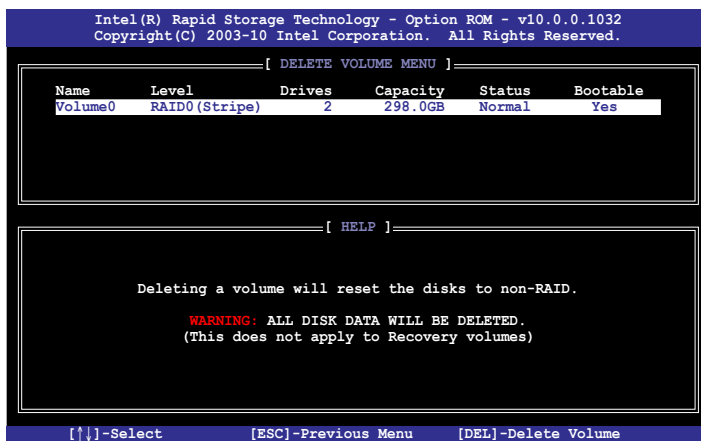 Intel(R) Rapid Storage Technology - Option ROM - v10.0.0.1032
Copyright(C) 2003-10 Intel Corporation.  All Rights Reserved.
[ DELETE VOLUME MENU ]
Name Level Drives Capacity Status Bootable
Volume0 RAID0(Stripe) 2 298.0GB Normal Yes
[ HELP ]
Deleting a volume will reset the disks to non-RAID.
WARNING: ALL DISK DATA WILL BE DELETED.
(This does not apply to Recovery volumes)
[↑↓]-Select [ESC]-Previous Menu [DEL]-Delete Volume